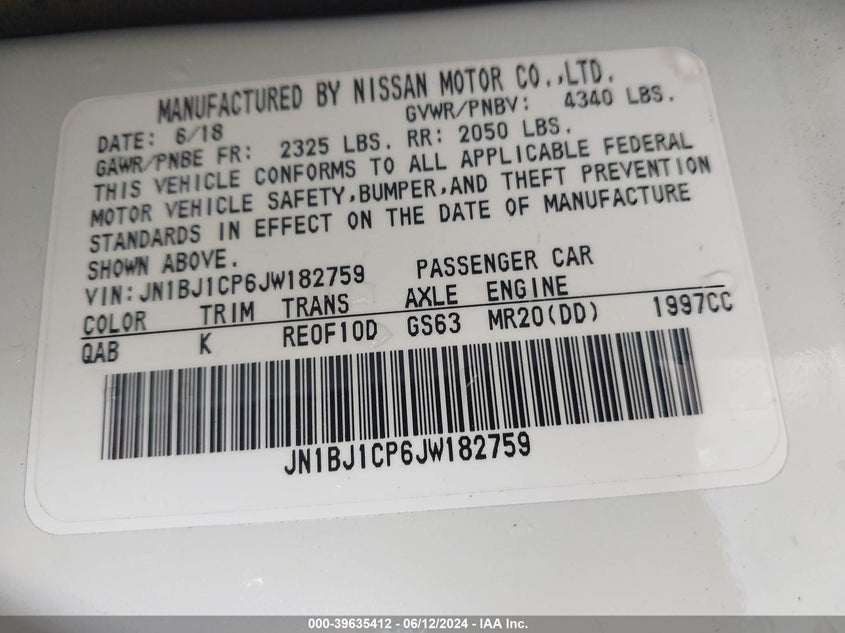 MANUFACTURED BY NISSAN MOTOR CO.,LTD.
DATE: 6/18 GVWR/PNBV: 4340 LBS.
GAWR/PNBE FR: 2325 LBS. RR: 2050 LBS.
THIS VEHICLE CONFORMS TO ALL APPLICABLE FEDERAL
MOTOR VEHICLE SAFETY,BUMPER,AND THEFT PREVENTION
STANDARDS IN EFFECT ON THE DATE OF MANUFACTURE
SHOWN ABOVE.
VIN:JN1BJ1CP6JW182759 PASSENGER CAR
COLOR TRIM TRANS AXLE ENGINE
QAB K RE0F10D GS63 MR20(DD) 1997CC
JN1BJ1CP6JW182759
000-39635412 - 06/12/2024 - IAA Inc.